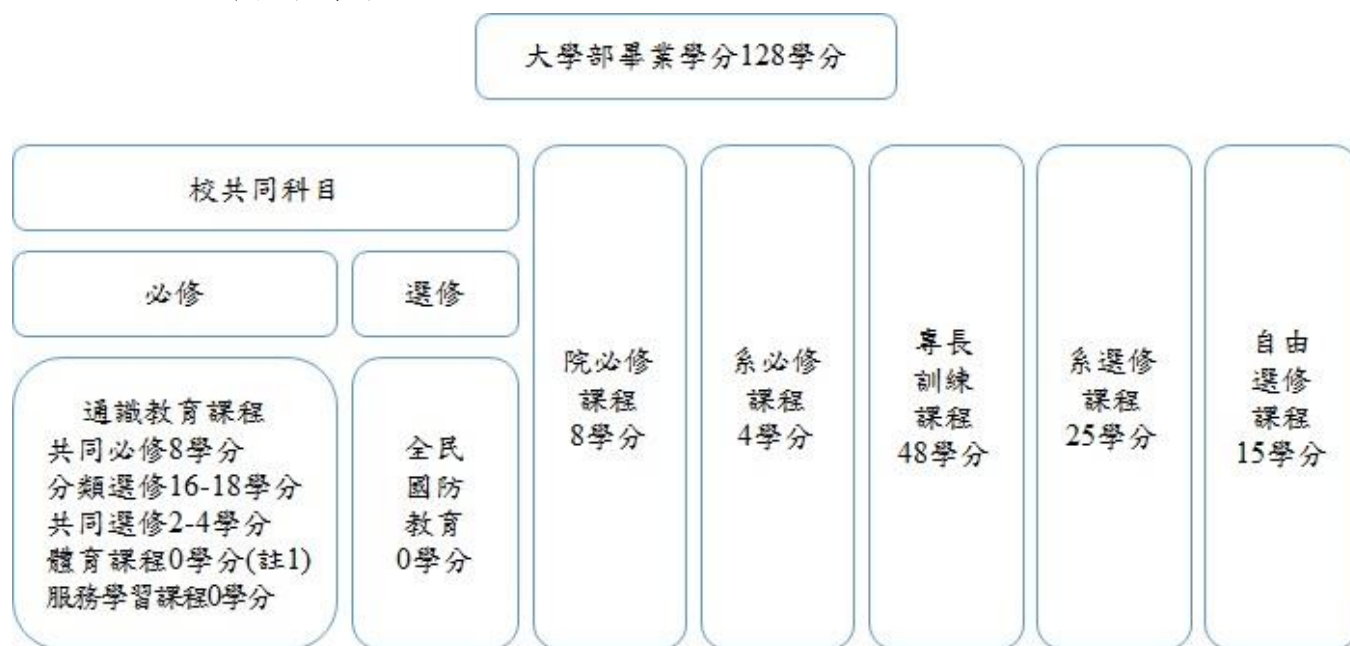 大學部畢業學分128學分
校共同科目
必修
選修
通識教育課程
共同必修8學分
分類選修16-18學分
共同選修2-4學分
體育課程0學分(註1)
服務學習課程0學分
全民
國防
教育
0學分
院必修
課程
8學分
系必修
課程
4學分
專長
訓練
課程
48學分
系選修
課程
25學分
自由
選修
課程
15學分